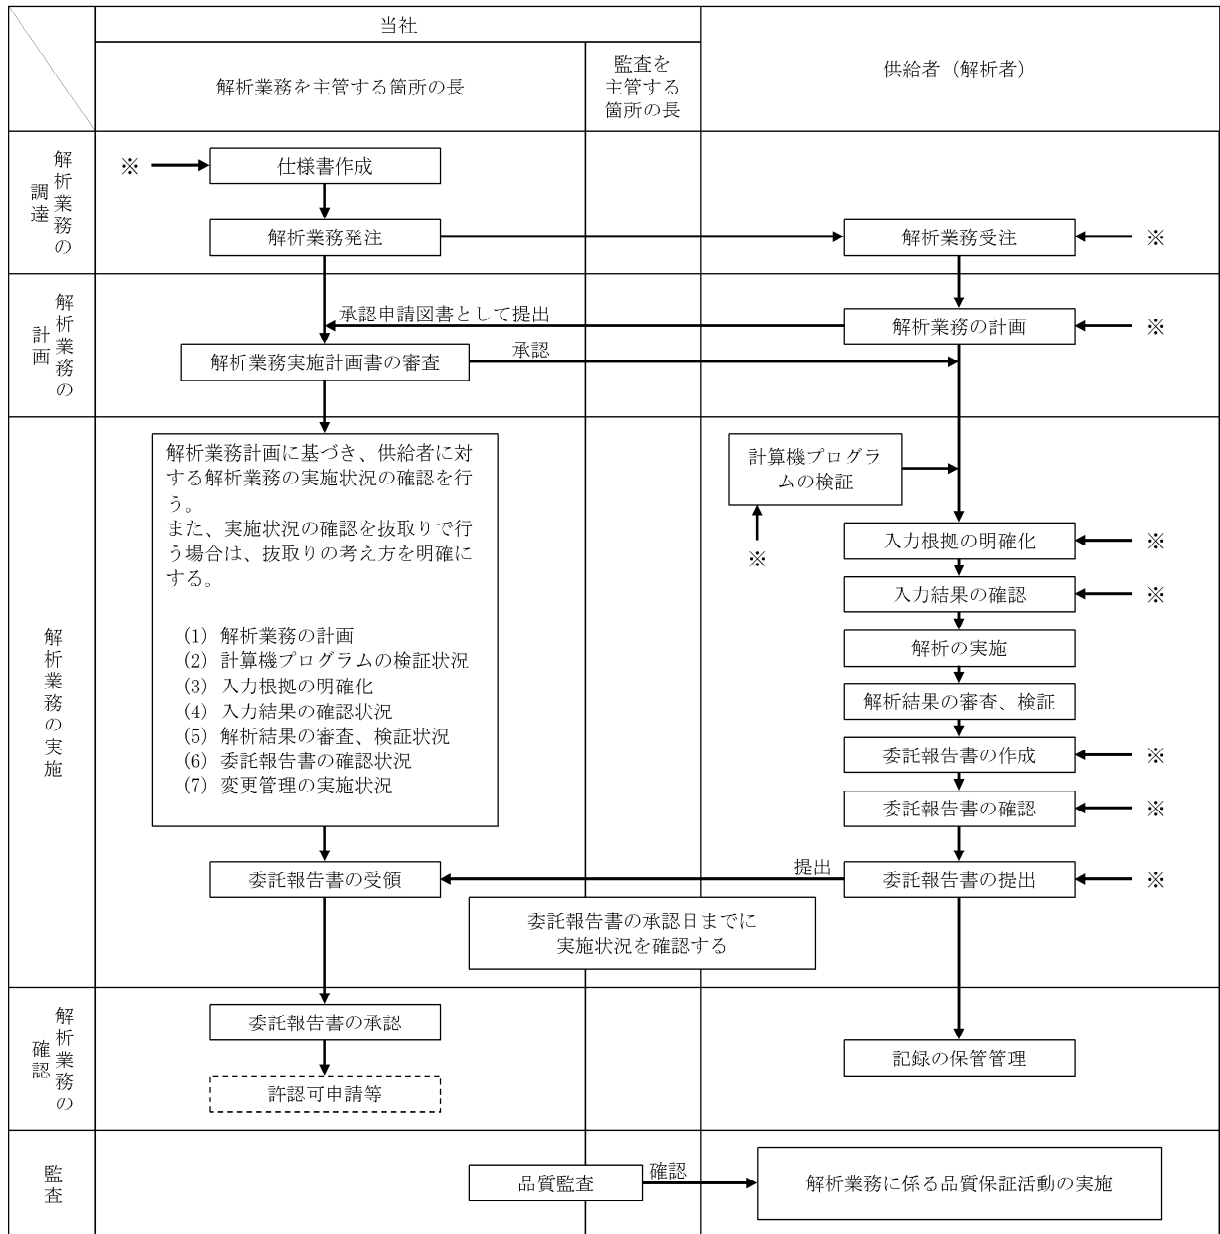 当社
解析業務を主管する箇所の長
監査を
主管する
箇所の長
供給者（解析者）
解析業務の
調達
※
仕様書作成
解析業務発注
解析業務受注
※
解析業務の
計画
承認申請図書として提出
解析業務の計画
※
解析業務実施計画書の審査
承認
解析業務の実施
解析業務計画に基づき、供給者に対
する解析業務の実施状況の確認を行
う。
また、実施状況の確認を抜取りで行
う場合は、抜取りの考え方を明確に
する。
(1) 解析業務の計画
(2) 計算機プログラムの検証状況
(3) 入力根拠の明確化
(4) 入力結果の確認状況
(5) 解析結果の審査、検証状況
(6) 委託報告書の確認状況
(7) 変更管理の実施状況
計算機プログラ
ムの検証
※
入力根拠の明確化
※
入力結果の確認
※
解析の実施
解析結果の審査、検証
委託報告書の作成
※
委託報告書の確認
※
委託報告書の受領
提出
委託報告書の提出
※
委託報告書の承認日までに
実施状況を確認する
解析業務の
確認
委託報告書の承認
記録の保管管理
許認可申請等
監査
品質監査
確認
解析業務に係る品質保証活動の実施